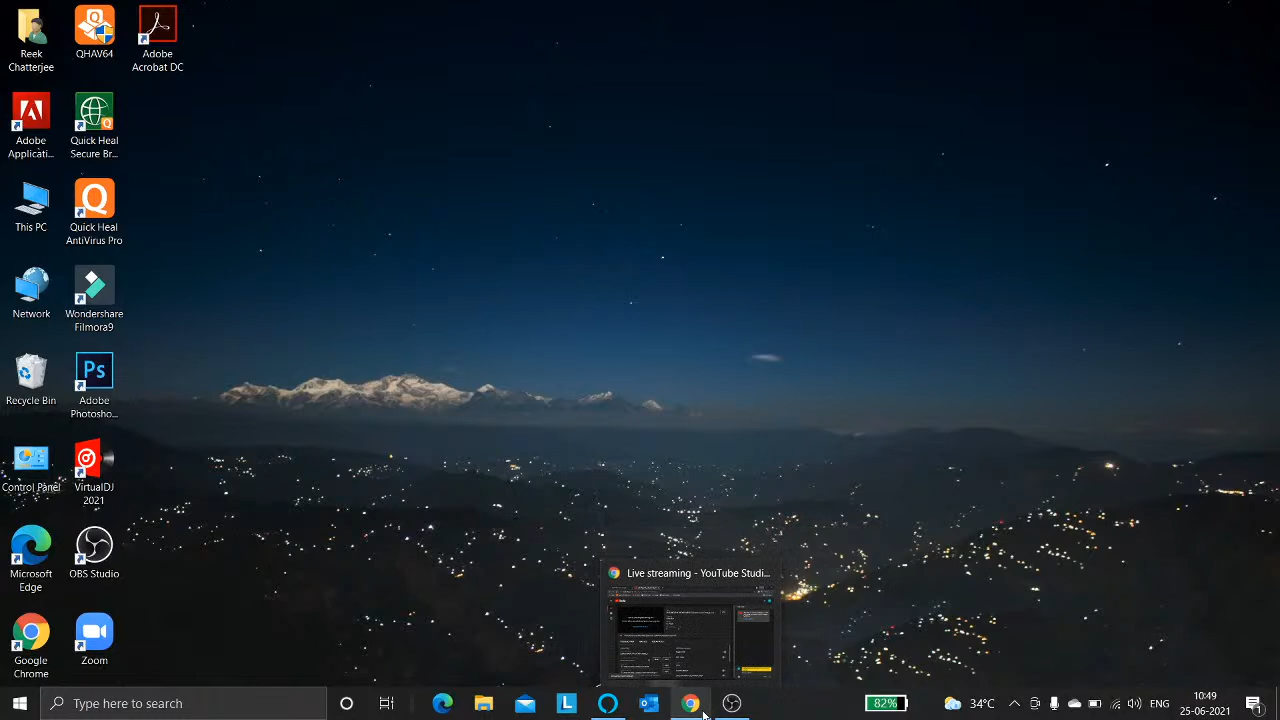 Reek
Chatterjee
QHAV64
Adobe
Acrobat DC
Adobe
Applicati...
Quick Heal
Secure Br...
This PC
Quick Heal
AntiVirus Pro
Network
Wondershare
Filmora9
Recycle Bin
Ps
Adobe
Photosho...
Control Panel
VirtualDJ
2021
Microsoft
Edge
OBS Studio
Google
Chrome
Zoom
Live streaming - YouTube Studi...
Type here to search
L
82%
34°C
ENG
10:49
25-06-2021